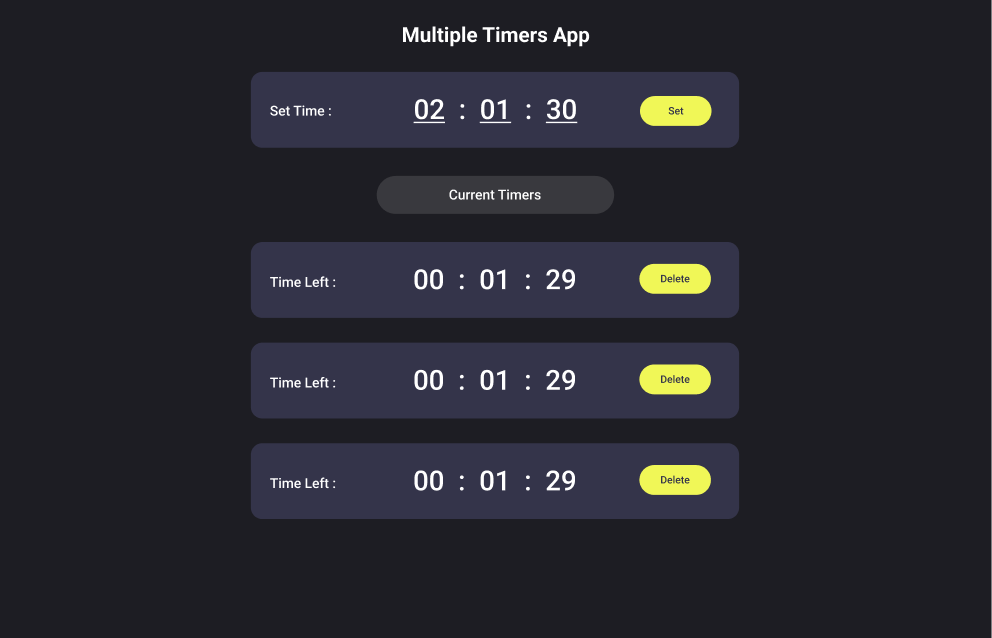 Multiple Timers App
Set Time : 02 : 01 : 30 Set
Current Timers
Time Left : 00 : 01 : 29 Delete
Time Left : 00 : 01 : 29 Delete
Time Left : 00 : 01 : 29 Delete